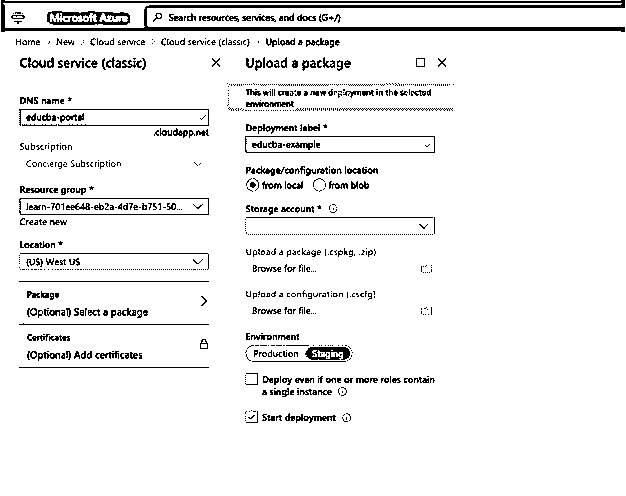 Microsoft Azure
Search resources, services, and docs (G+/)
Home > New > Cloud service > Cloud service (classic) > Upload a package
Cloud service (classic)
DNS name *
educba-portal
.cloudapp.net
Subscription
Concierge Subscription
Resource group *
learn-701ee648-eb2a-4d7e-b751-50...
Create new
Location *
(US) West US
Package
(Optional) Select a package
Certificates
(Optional) Add certificates
Upload a package
This will create a new deployment in the selected
environment
Deployment label *
educba-example
Package/configuration location
from local
from blob
Storage account *
Upload a package (.cspkg, .zip)
Browse for file...
Upload a configuration (.cscfg)
Browse for file...
Environment
Production Staging
Deploy even if one or more roles contain
a single instance
Start deployment